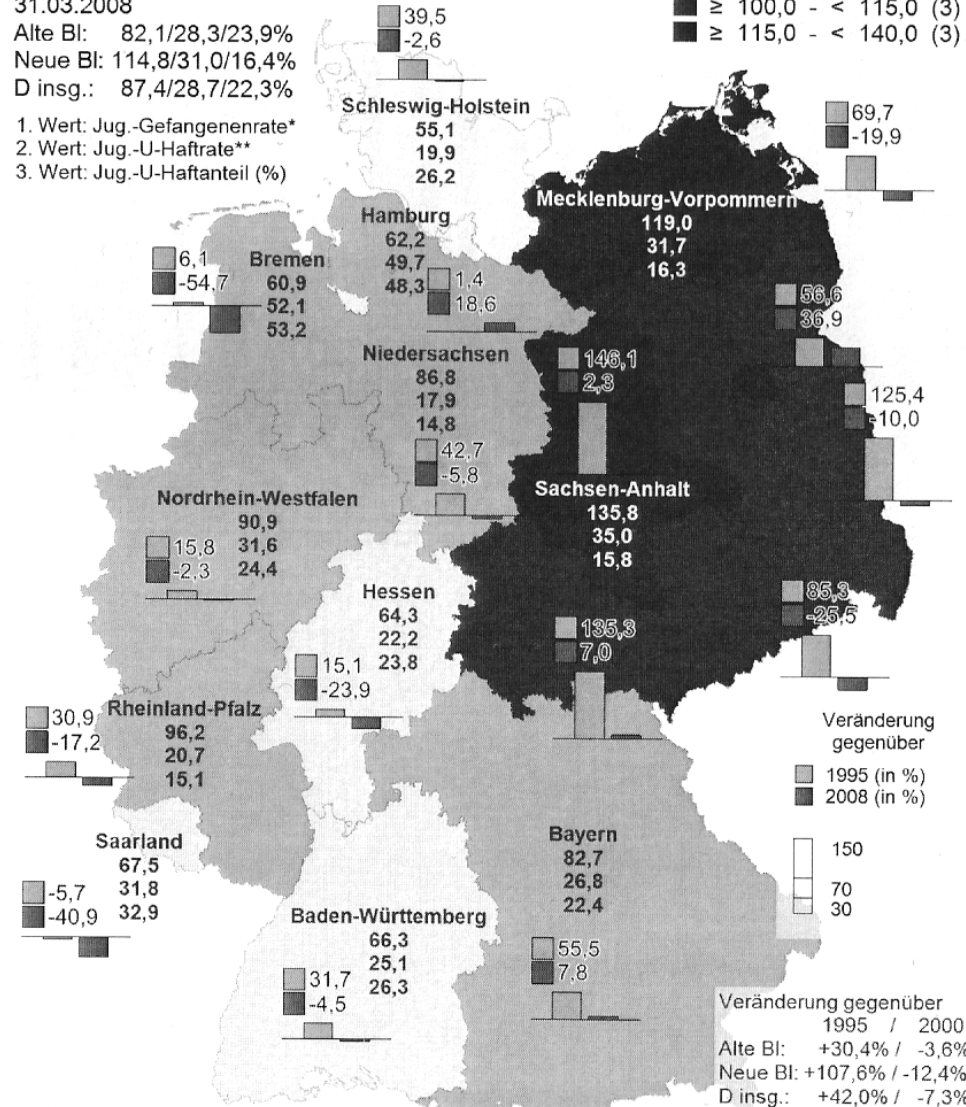 31.03.2008
Alte Bl: 82,1/28,3/23,9%
Neue Bl: 114,8/31,0/16,4%
D insg.: 87,4/28,7/22,3%
1. Wert: Jug.-Gefangenenrate*
2. Wert: Jug.-U-Haftrate**
3. Wert: Jug.-U-Haftanteil (%)
39,5
-2,6
≥ 100,0 - < 115,0 (3)
≥ 115,0 - < 140,0 (3)
Schleswig-Holstein
55,1
19,9
26,2
69,7
-19,9
Mecklenburg-Vorpommern
119,0
31,7
16,3
Hamburg
62,2
49,7
48,3
1,4
18,6
6,1
-54,7
Bremen
60,9
52,1
53,2
56,6
36,9
Niedersachsen
86,8
17,9
14,8
42,7
-5,8
146,1
2,3
125,4
-10,0
Sachsen-Anhalt
135,8
35,0
15,8
Nordrhein-Westfalen
90,9
31,6
24,4
15,8
-2,3
Hessen
64,3
22,2
23,8
15,1
-23,9
135,3
7,0
85,3
-25,5
Rheinland-Pfalz
96,2
20,7
15,1
30,9
-17,2
Veränderung
gegenüber
1995 (in %)
2008 (in %)
150
70
30
Saarland
67,5
31,8
32,9
-5,7
-40,9
Bayern
82,7
26,8
22,4
55,5
7,8
Baden-Württemberg
66,3
25,1
26,3
31,7
-4,5
Veränderung gegenüber
1995 / 2000
Alte Bl: +30,4% / -3,6%
Neue Bl: +107,6% / -12,4%
D insg.: +42,0% / -7,3%